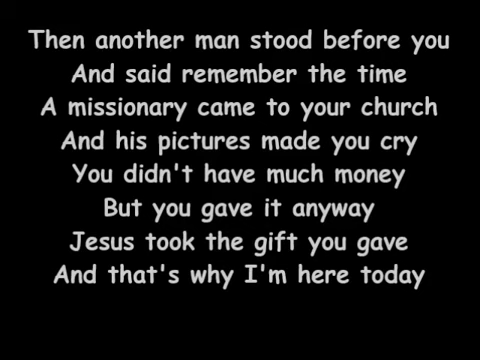 Then another man stood before you
And said remember the time
A missionary came to your church
And his pictures made you cry
You didn't have much money
But you gave it anyway
Jesus took the gift you gave
And that's why I'm here today